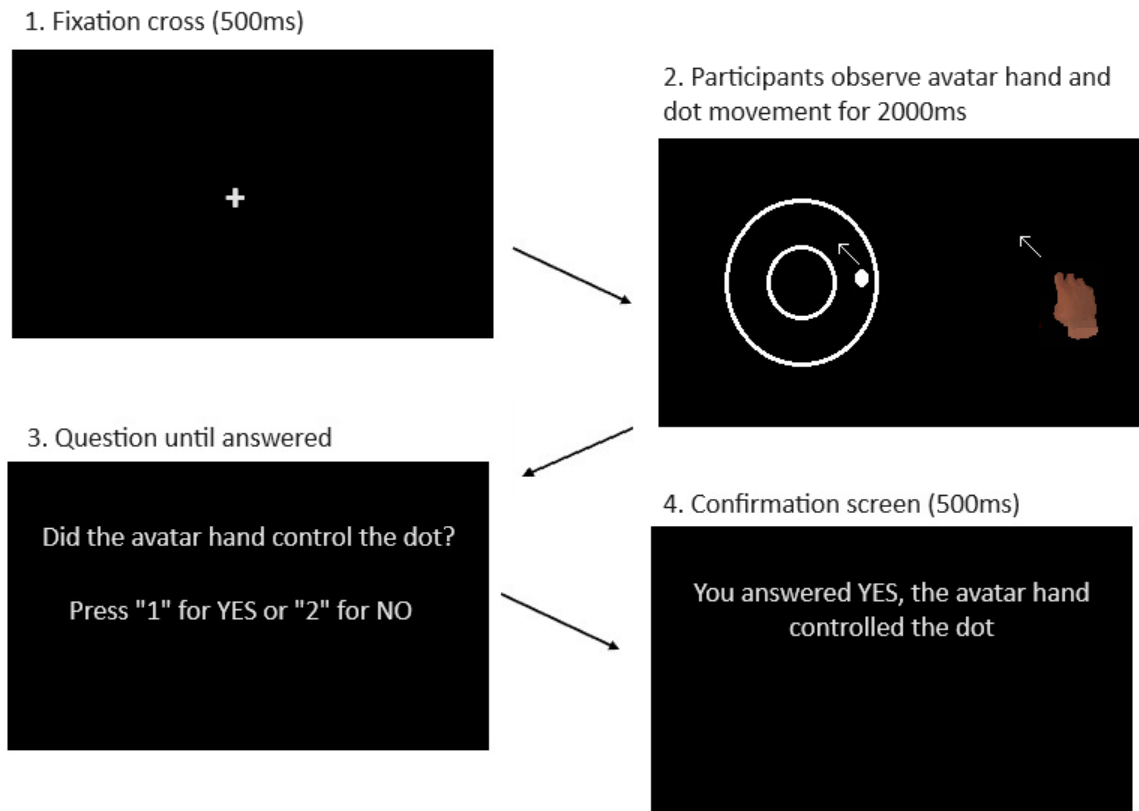 1. Fixation cross (500ms)
2. Participants observe avatar hand and
dot movement for 2000ms
3. Question until answered
Did the avatar hand control the dot?
Press "1" for YES or "2" for NO
4. Confirmation screen (500ms)
You answered YES, the avatar hand
controlled the dot